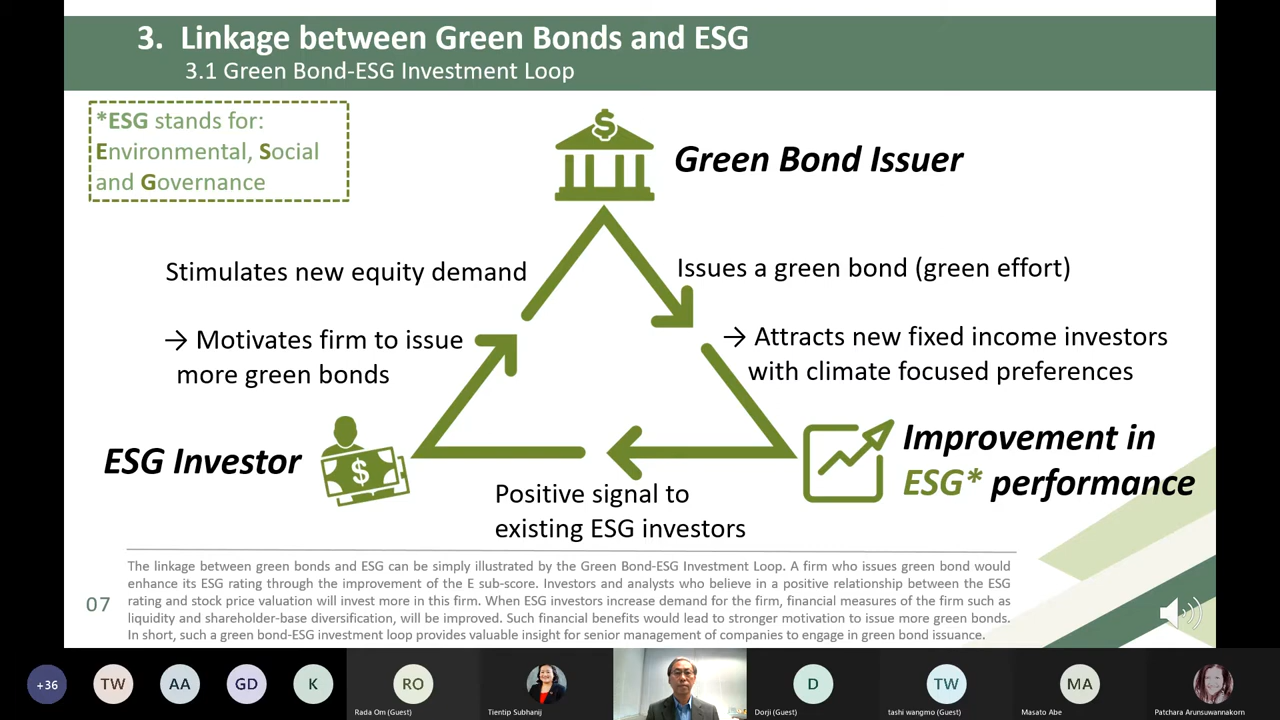 3. Linkage between Green Bonds and ESG
3.1 Green Bond-ESG Investment Loop
*ESG stands for:
Environmental, Social
and Governance
$
Green Bond Issuer
Stimulates new equity demand
Issues a green bond (green effort)
→ Motivates firm to issue
more green bonds
→ Attracts new fixed income investors
with climate focused preferences
ESG Investor
$
Improvement in
ESG* performance
Positive signal to
existing ESG investors
The linkage between green bonds and ESG can be simply illustrated by the Green Bond-ESG Investment Loop. A firm who issues green bond would
enhance its ESG rating through the improvement of the E sub-score. Investors and analysts who believe in a positive relationship between the ESG
rating and stock price valuation will invest more in this firm. When ESG investors increase demand for the firm, financial measures of the firm such as
liquidity and shareholder-base diversification, will be improved. Such financial benefits would lead to stronger motivation to issue more green bonds.
In short, such a green bond-ESG investment loop provides valuable insight for senior management of companies to engage in green bond issuance.
07
+36
TW
AA
GD
K
RO
D
TW
MA
Rada Om (Guest)
Tientip Subhanij
Dorji (Guest)
tashi wangmo (Guest)
Masato Abe
Patchara Arunsuwannakorn